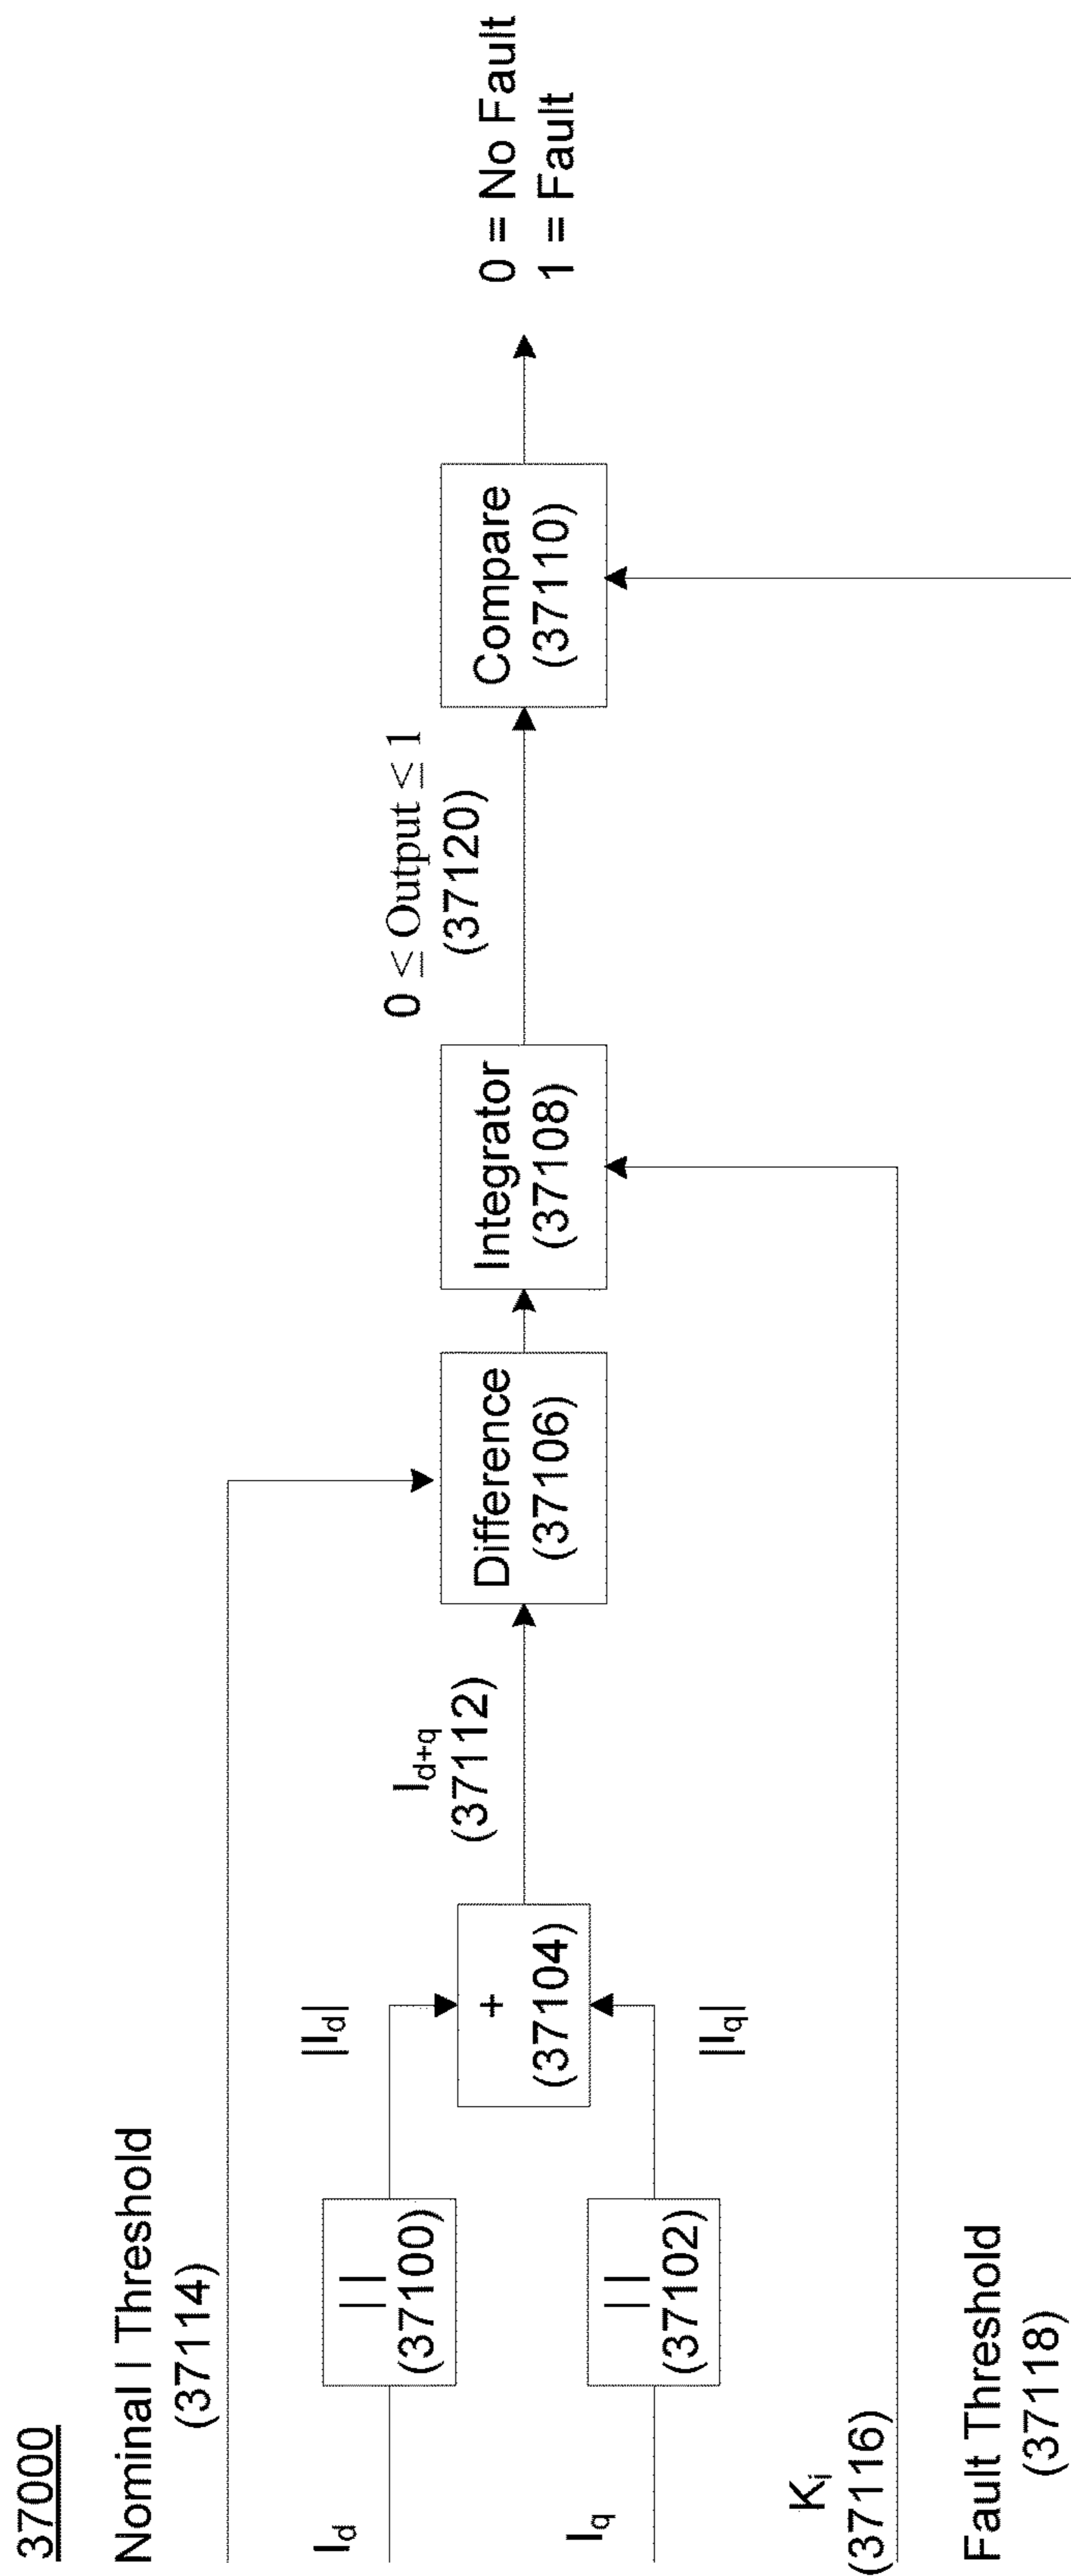 37000
Nominal I Threshold
(37114)
I_d
| |
(37100)
|I_d|
I_q
| |
(37102)
|I_q|
+
(37104)
I_d+q
(37112)
Difference
(37106)
Integrator
(37108)
0 ≤ Output ≤ 1
(37120)
Compare
(37110)
0 = No Fault
1 = Fault
K_i
(37116)
Fault Threshold
(37118)